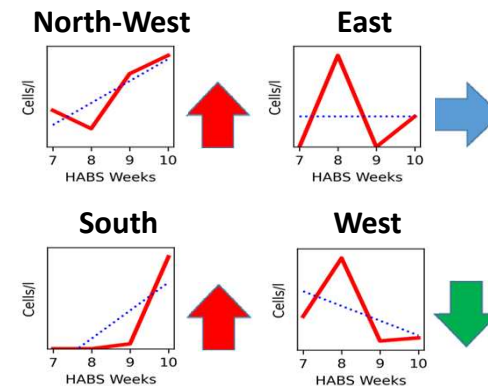 North-West
Cells/l
7 8 9 10
HABS Weeks
East
Cells/l
7 8 9 10
HABS Weeks
South
Cells/l
7 8 9 10
HABS Weeks
West
Cells/l
7 8 9 10
HABS Weeks